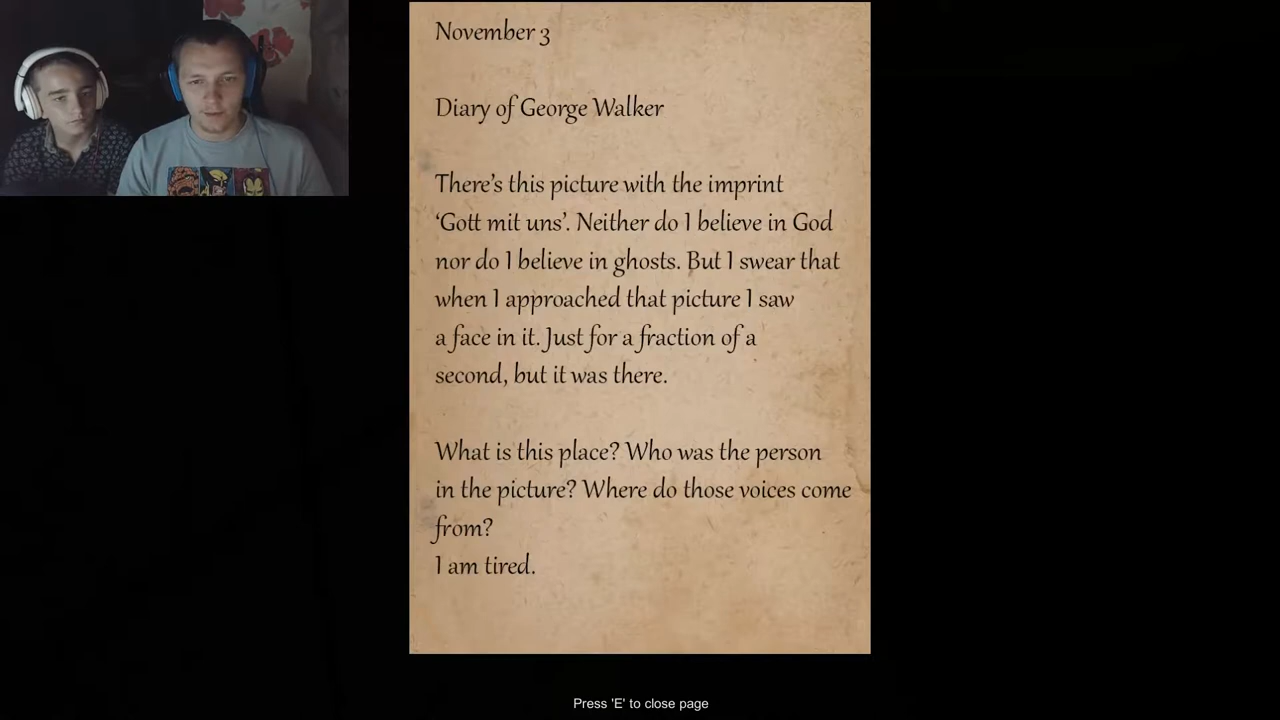 November 3
Diary of George Walker
There's this picture with the imprint
'Gott mit uns'. Neither do I believe in God
nor do I believe in ghosts. But I swear that
when I approached that picture I saw
a face in it. Just for a fraction of a
second, but it was there.
What is this place? Who was the person
in the picture? Where do those voices come
from?
I am tired.
Press 'E' to close page